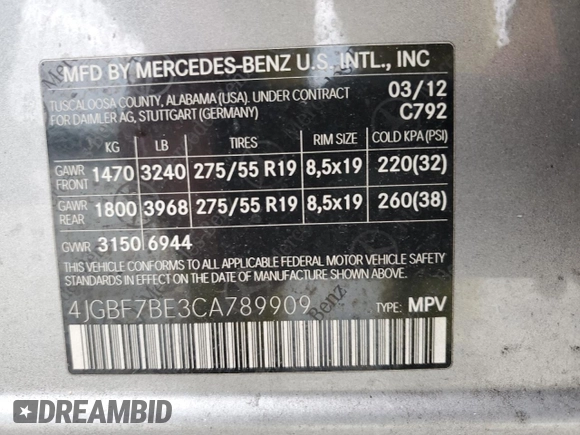 MFD BY MERCEDES-BENZ U.S. INTL., INC
TUSCALOOSA COUNTY, ALABAMA (USA). UNDER CONTRACT 03/12
FOR DAIMLER AG, STUTTGART (GERMANY) C792
KG LB TIRES RIM SIZE COLD KPA (PSI)
GAWR FRONT 1470 3240 275/55 R19 8,5x19 220(32)
GAWR REAR 1800 3968 275/55 R19 8,5x19 260(38)
GVWR 3150 6944
THIS VEHICLE CONFORMS TO ALL APPLICABLE FEDERAL MOTOR VEHICLE SAFETY STANDARDS
IN EFFECT ON THE DATE OF MANUFACTURE SHOWN ABOVE.
4JGBF7BE3CA789909 TYPE: MPV
DREAMBID